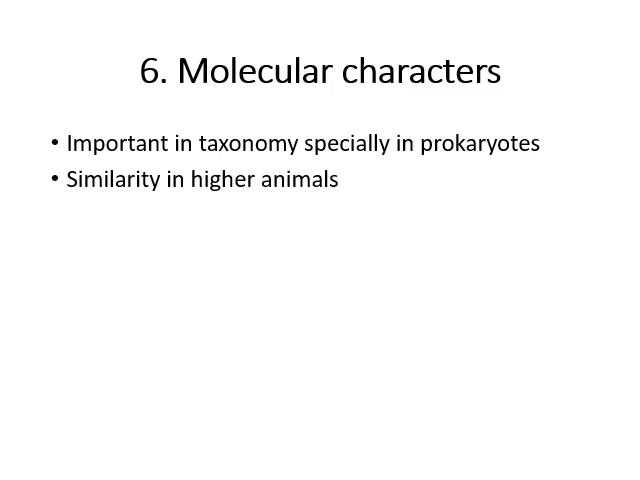 6. Molecular characters
• Important in taxonomy specially in prokaryotes
• Similarity in higher animals